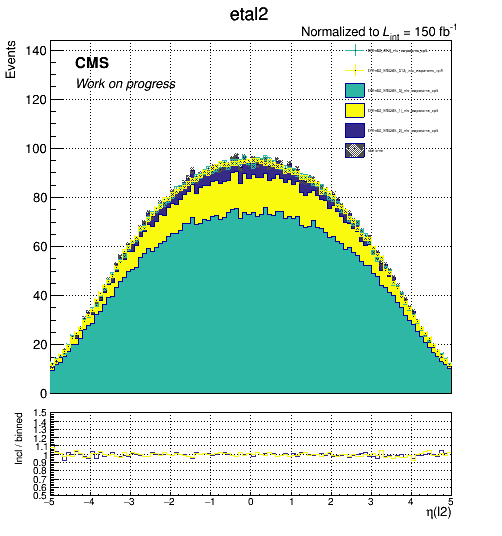 etal2
Normalized to L_int = 150 fb⁻¹
Events
140
CMS
Work on progress
120
100
80
60
40
20
0
Incl / binned
1.5
1.4
1.3
1.2
1.1
1
0.9
0.8
0.7
0.6
0.5
−5 −4 −3 −2 −1 0 1 2 3 4 5
η(l2)